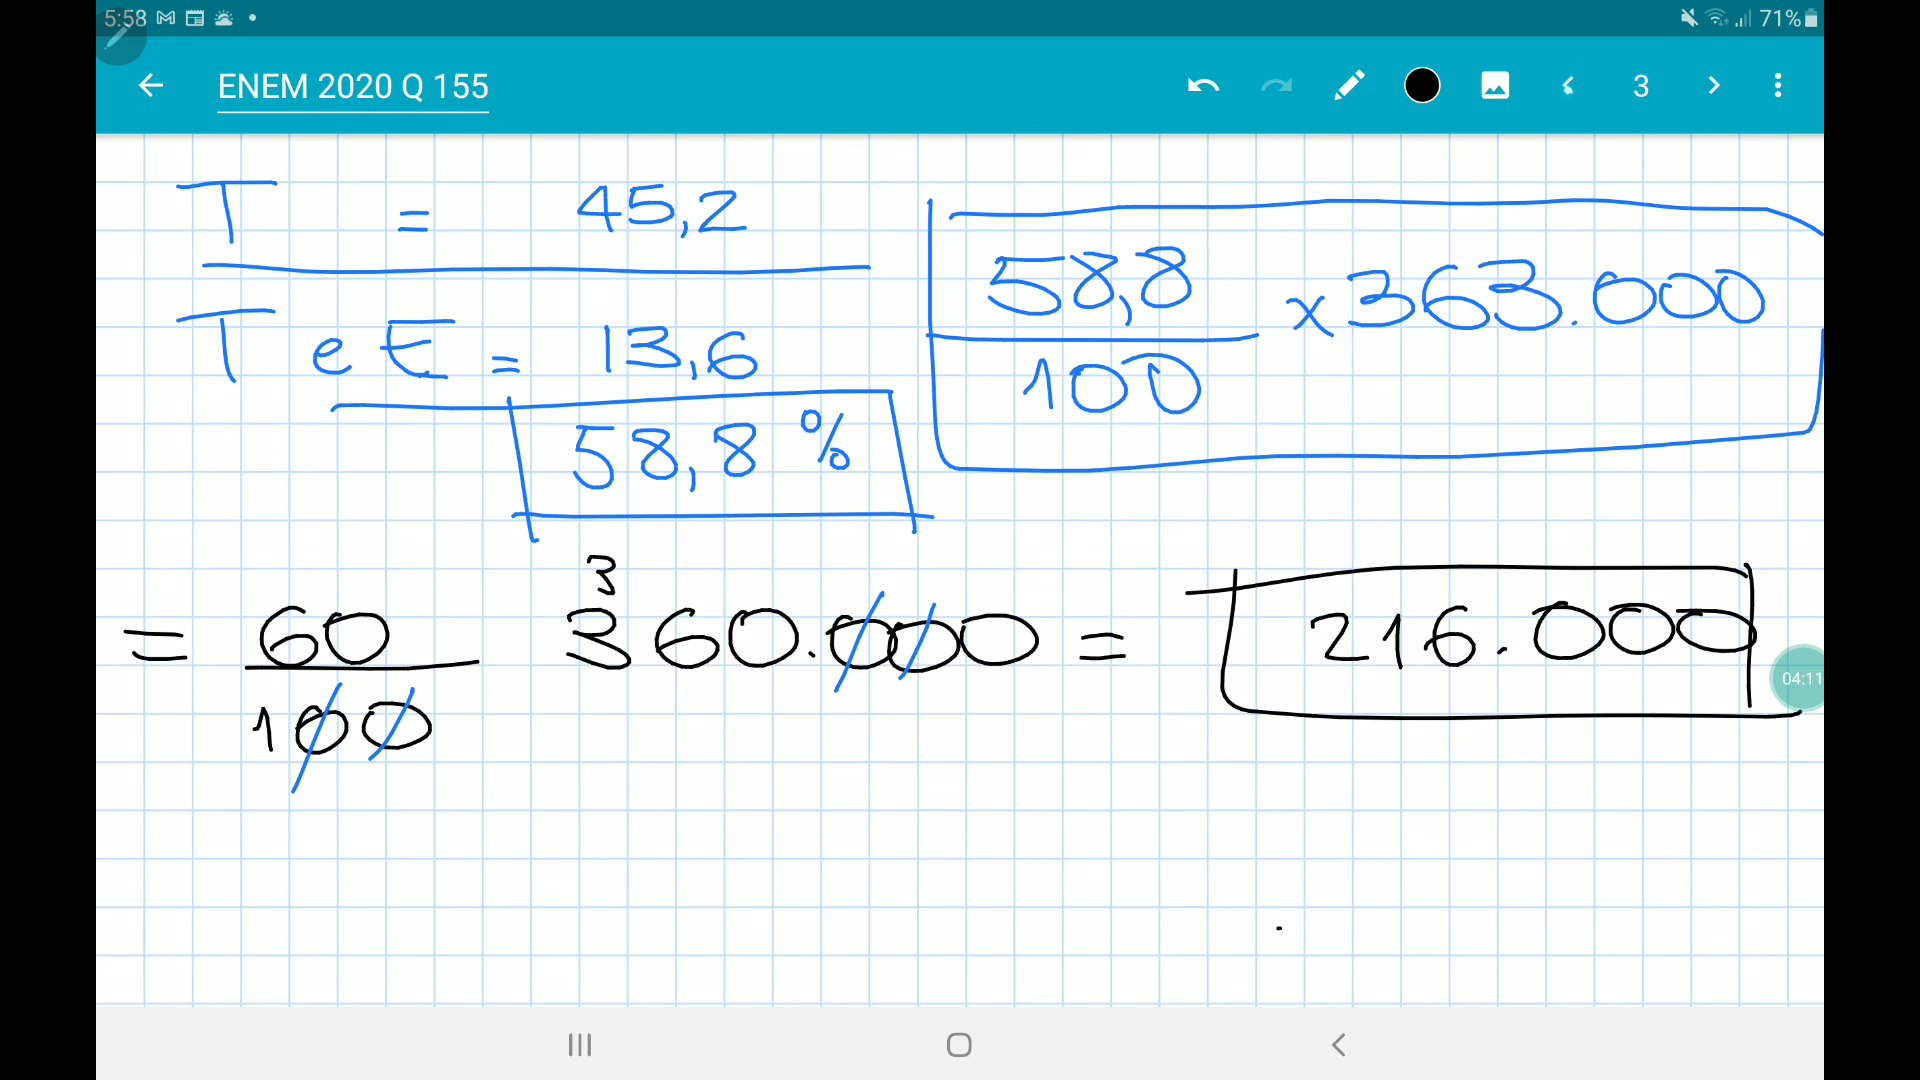 5:58 71%
ENEM 2020 Q 155 3
T = 45,2
T e E = 13,6
58,8 %
58,8
100
x 363.000
3
= 60 360.000 = 216.000
100
04:11